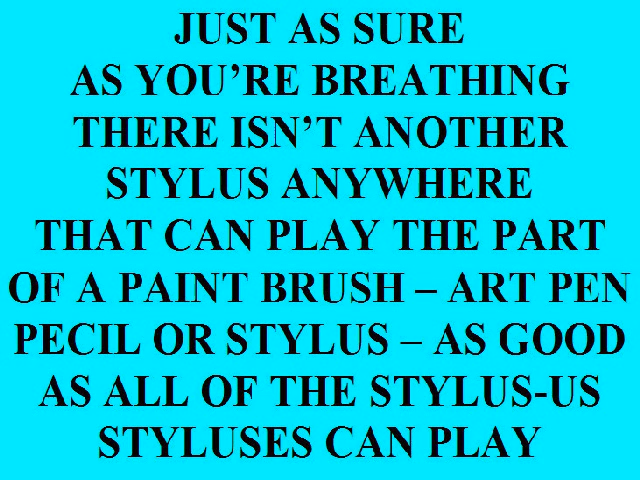 JUST AS SURE
AS YOU’RE BREATHING
THERE ISN’T ANOTHER
STYLUS ANYWHERE
THAT CAN PLAY THE PART
OF A PAINT BRUSH – ART PEN
PECIL OR STYLUS – AS GOOD
AS ALL OF THE STYLUS-US
STYLUSES CAN PLAY